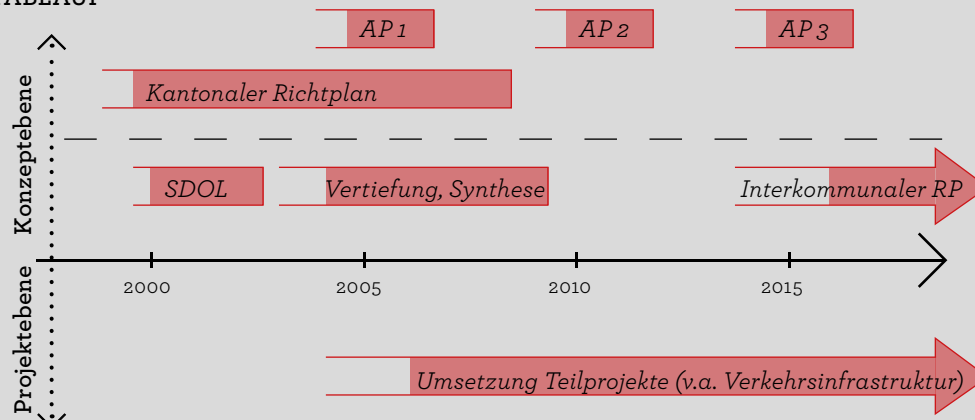 AP 1
AP 2
AP 3
Kantonaler Richtplan
Konzeptebene
SDOL
Vertiefung, Synthese
Interkommunaler RP
2000
2005
2010
2015
Projektebene
Umsetzung Teilprojekte (v.a. Verkehrsinfrastruktur)